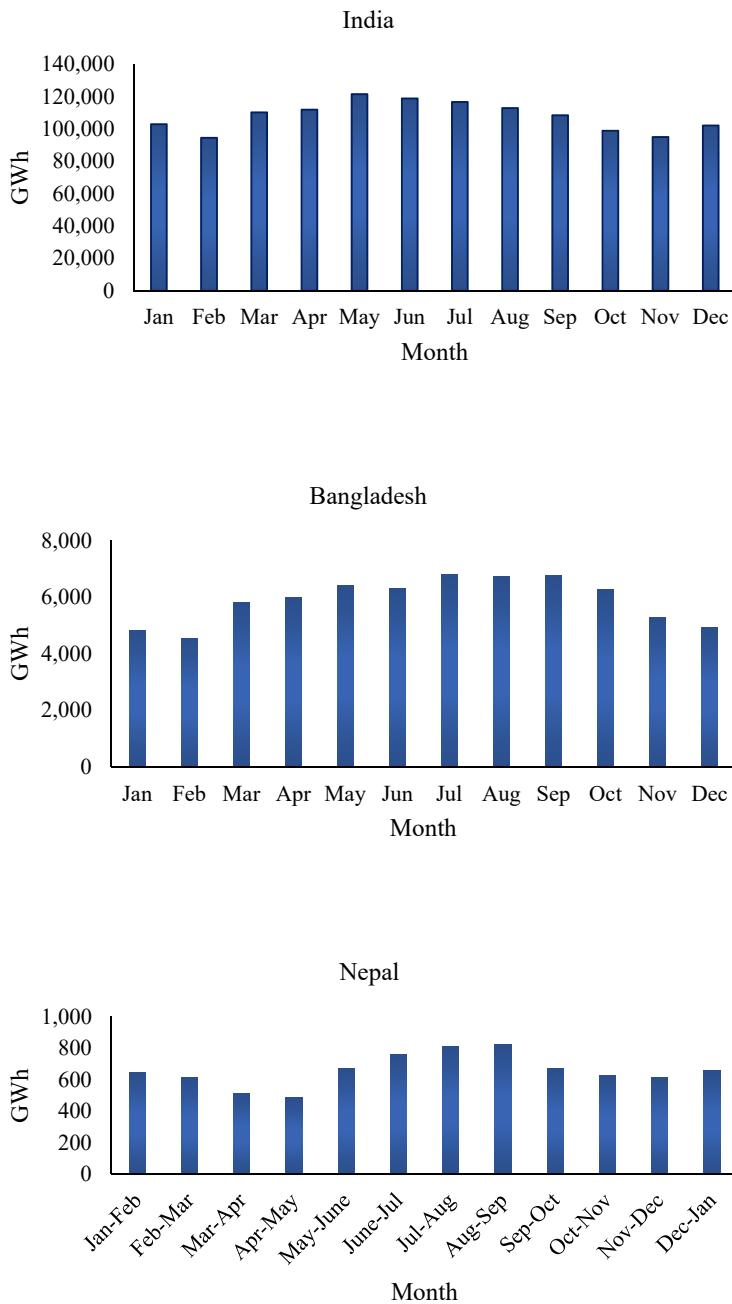 India
140,000
120,000
100,000
80,000
60,000
40,000
20,000
0
GWh
Jan Feb Mar Apr May Jun Jul Aug Sep Oct Nov Dec
Month
Bangladesh
8,000
6,000
4,000
2,000
0
GWh
Jan Feb Mar Apr May Jun Jul Aug Sep Oct Nov Dec
Month
Nepal
1,000
800
600
400
200
0
GWh
Jan-Feb Feb-Mar Mar-Apr Apr-May May-June June-Jul Jul-Aug Aug-Sep Sep-Oct Oct-Nov Nov-Dec Dec-Jan
Month